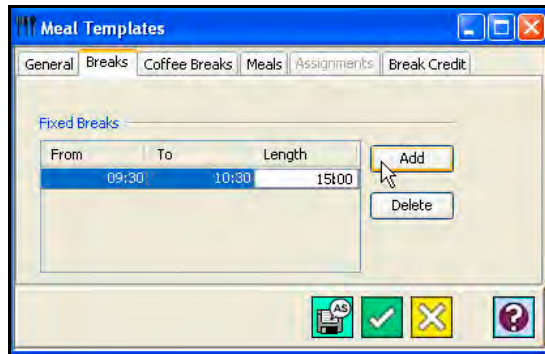 Meal Templates
General Breaks Coffee Breaks Meals Assignments Break Credit
Fixed Breaks
From To Length
09:30 10:30 15:00
Add
Delete
AS
?